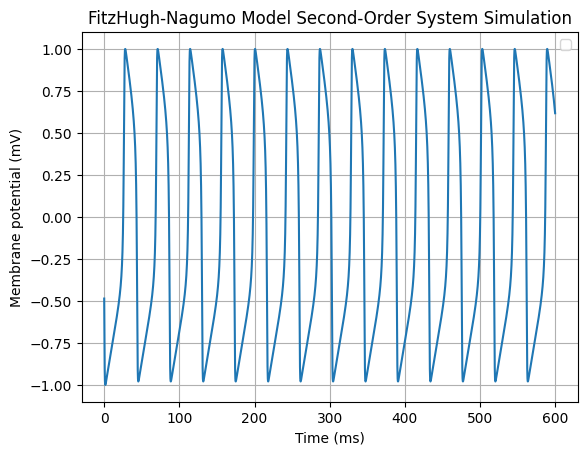 FitzHugh-Nagumo Model Second-Order System Simulation
1.00
0.75
0.50
0.25
0.00
−0.25
−0.50
−0.75
−1.00
Membrane potential (mV)
0 100 200 300 400 500 600
Time (ms)